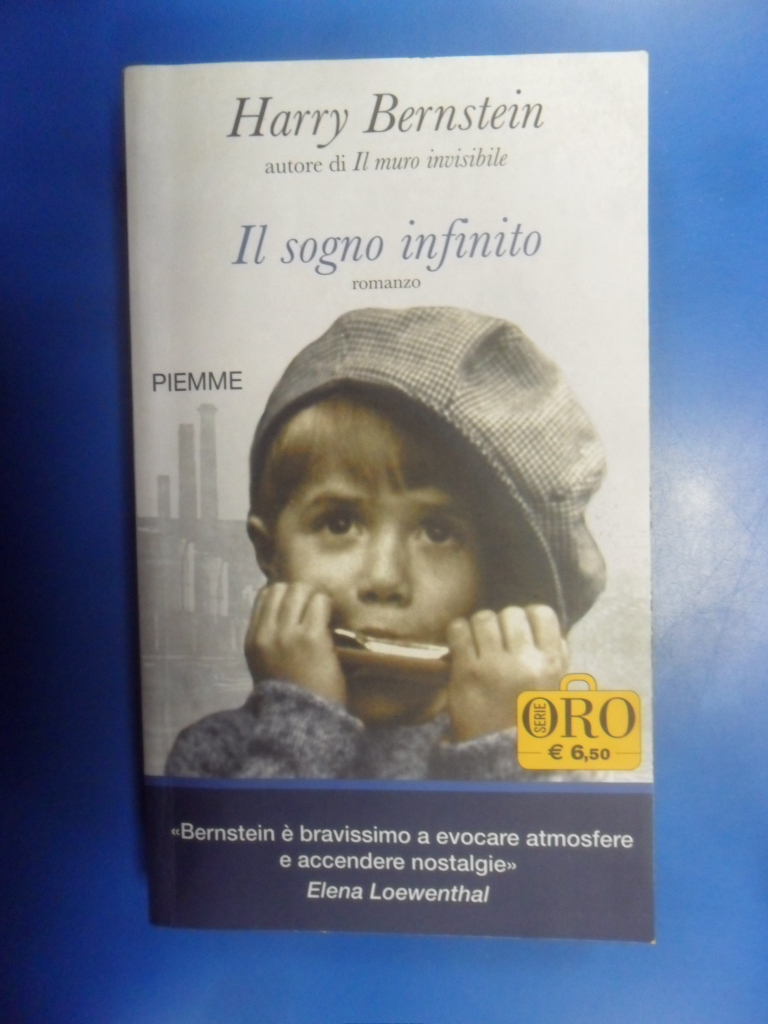 Harry Bernstein
autore di Il muro invisibile
Il sogno infinito
romanzo
PIEMME
SERIE ORO
€ 6,50
«Bernstein è bravissimo a evocare atmosfere
e accendere nostalgie»
Elena Loewenthal